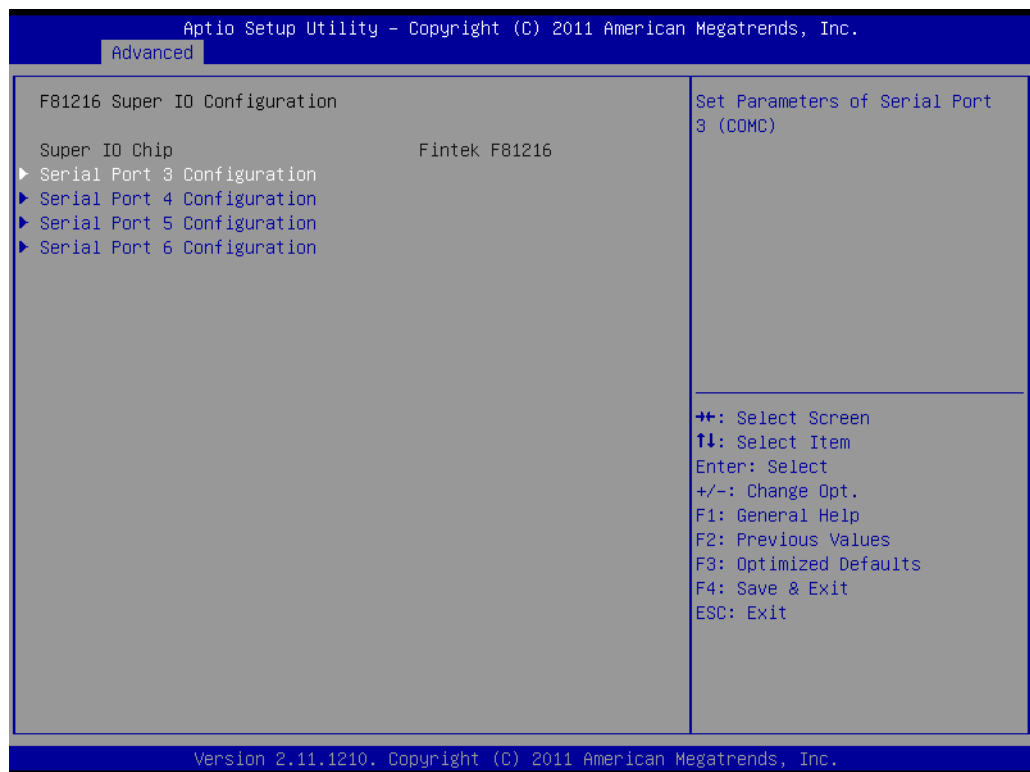 Aptio Setup Utility – Copyright (C) 2011 American Megatrends, Inc.
Advanced
F81216 Super IO Configuration
Super IO Chip Fintek F81216
▶ Serial Port 3 Configuration
▶ Serial Port 4 Configuration
▶ Serial Port 5 Configuration
▶ Serial Port 6 Configuration
Set Parameters of Serial Port
3 (COMC)
→←: Select Screen
↑↓: Select Item
Enter: Select
+/-: Change Opt.
F1: General Help
F2: Previous Values
F3: Optimized Defaults
F4: Save & Exit
ESC: Exit
Version 2.11.1210. Copyright (C) 2011 American Megatrends, Inc.